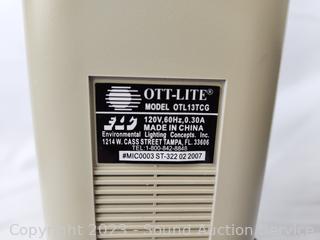 OTT-LITE®
MODEL OTL13TCG
120V,60Hz,0.30A
MADE IN CHINA
Environmental Lighting Concepts. Inc.
1214 W. CASS STREET TAMPA, FL. 33606
TEL:1-800-842-8848
#MIC0003 ST-322 02 2007
Copyright 2023 - Sound Auction Service